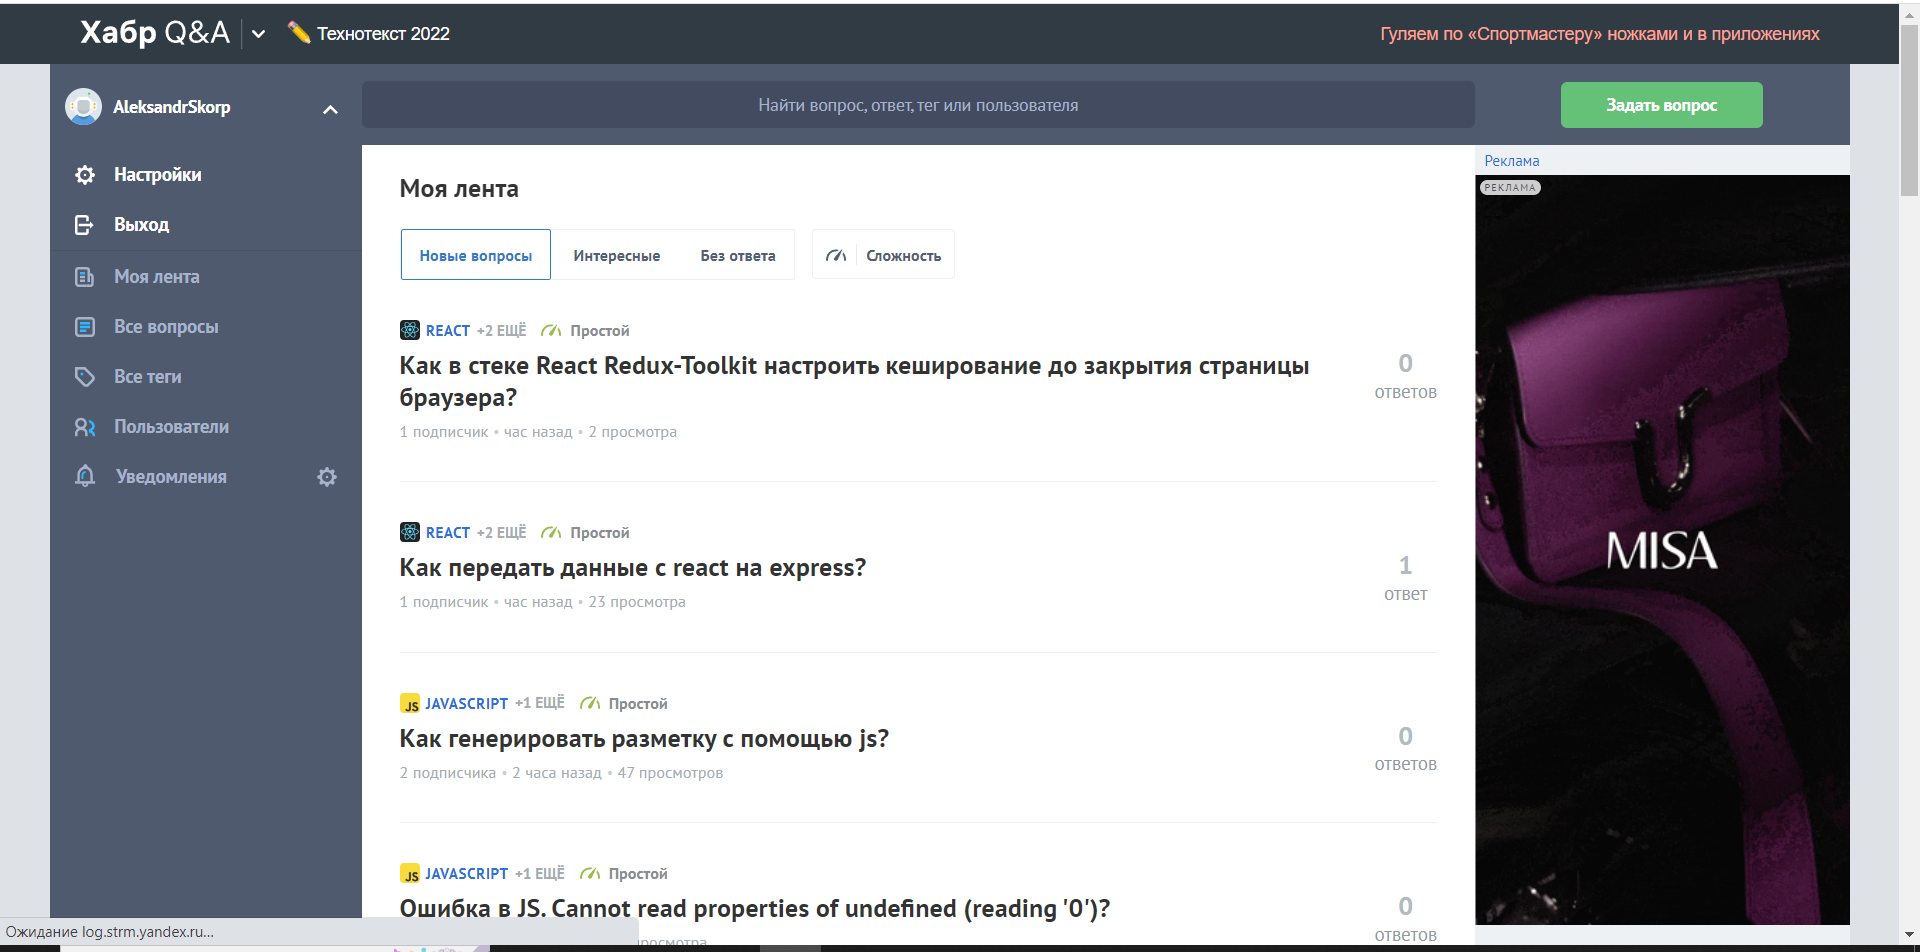 Хабр Q&A
Технотекст 2022
Гуляем по «Спортмастеру» ножками и в приложениях
AleksandrSkorp
Найти вопрос, ответ, тег или пользователя
Задать вопрос
Настройки
Выход
Моя лента
Все вопросы
Все теги
Пользователи
Уведомления
Моя лента
Новые вопросы
Интересные
Без ответа
Сложность
REACT +2 ЕЩЁ Простой
Как в стеке React Redux-Toolkit настроить кеширование до закрытия страницы
браузера?
1 подписчик • час назад • 2 просмотра
0
ответов
REACT +2 ЕЩЁ Простой
Как передать данные с react на express?
1 подписчик • час назад • 23 просмотра
1
ответ
JS JAVASCRIPT +1 ЕЩЁ Простой
Как генерировать разметку с помощью js?
2 подписчика • 2 часа назад • 47 просмотров
0
ответов
JS JAVASCRIPT +1 ЕЩЁ Простой
Ошибка в JS. Cannot read properties of undefined (reading '0')?
0
ответов
Реклама
РЕКЛАМА
MISA
Ожидание log.strm.yandex.ru...